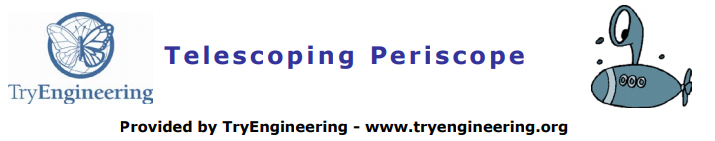 Telescoping Periscope
TryEngineering
Provided by TryEngineering - www.tryengineering.org